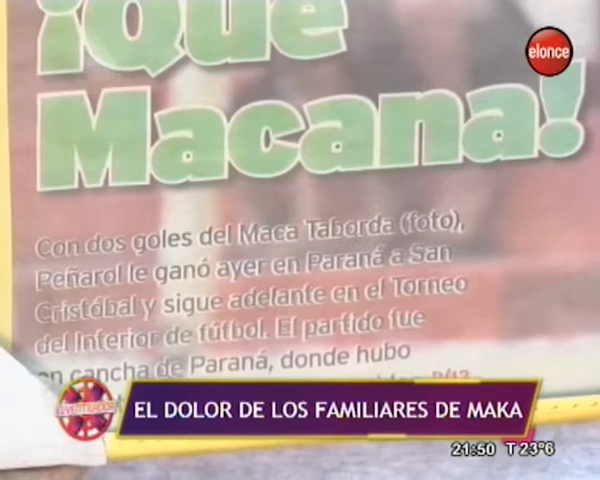 ¡Que
Macana!
elonce
Con dos goles del Maca Taborda (foto),
Peñarol le ganó ayer en Paraná a San
Cristóbal y sigue adelante en el Torneo
del Interior de fútbol. El partido fue
en cancha de Paraná, donde hubo
EL DOLOR DE LOS FAMILIARES DE MAKA
21:50 T 23°6